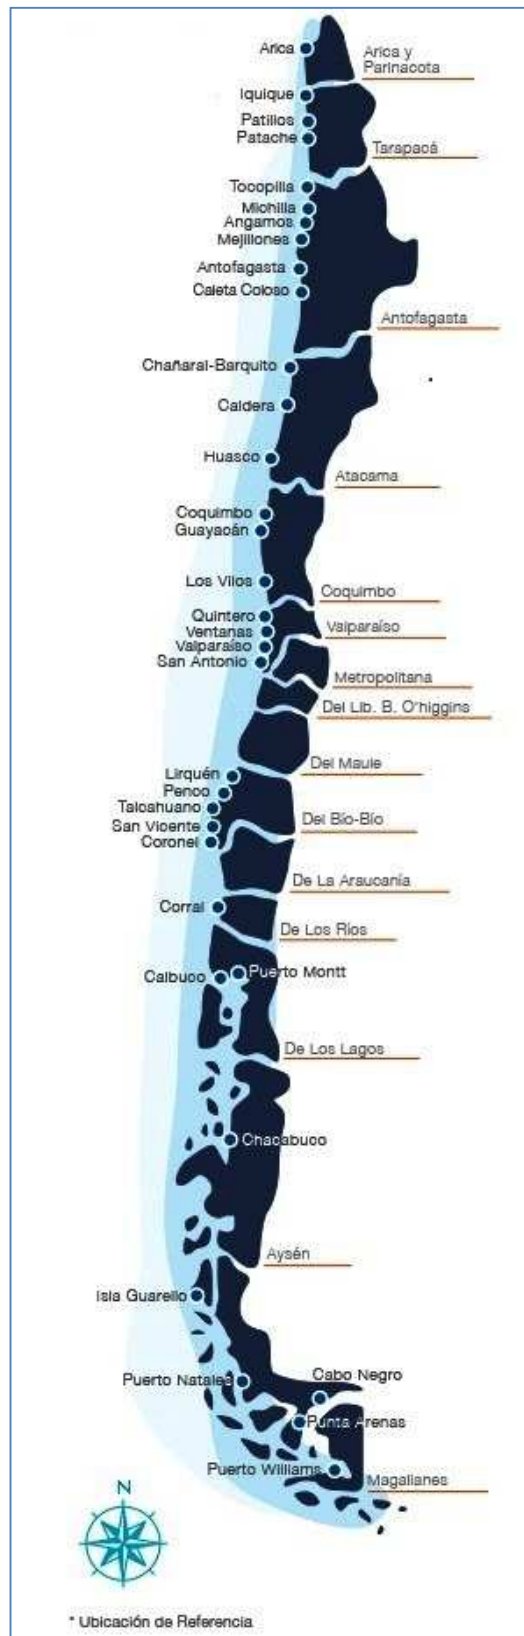 Arica
Arica y
Parinacota
Iquique
Patillos
Patache
Tarapacá
Tocopilla
Michilla
Angamos
Mejillones
Antofagasta
Caleta Coloso
Antofagasta
Chañaral-Barquito
Caldera
Huasco
Atacama
Coquimbo
Guayacán
Los Vilos
Coquimbo
Quintero
Valparaíso
Ventanas
Valparaíso
San Antonio
Metropolitana
Del Lib. B. O'higgins
Del Maule
Lirquén
Penco
Talcahuano
Del Bío-Bío
San Vicente
Coronel
De La Araucanía
Corral
De Los Ríos
Puerto Montt
Calbuco
De Los Lagos
Chacabuco
Aysén
Isla Guarello
Puerto Natales
Cabo Negro
Punta Arenas
Puerto Williams
Magallanes
N
* Ubicación de Referencia